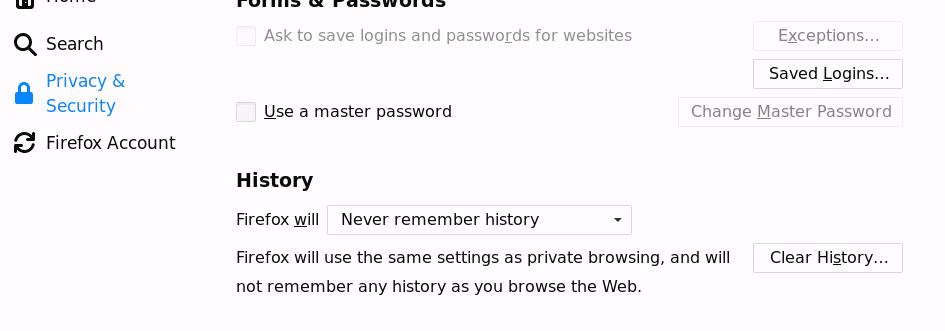 Home
Search
Privacy &
Security
Firefox Account
Forms & Passwords
Ask to save logins and passwords for websites
Exceptions...
Saved Logins...
Use a master password
Change Master Password
History
Firefox will Never remember history
Firefox will use the same settings as private browsing, and will
not remember any history as you browse the Web.
Clear History...